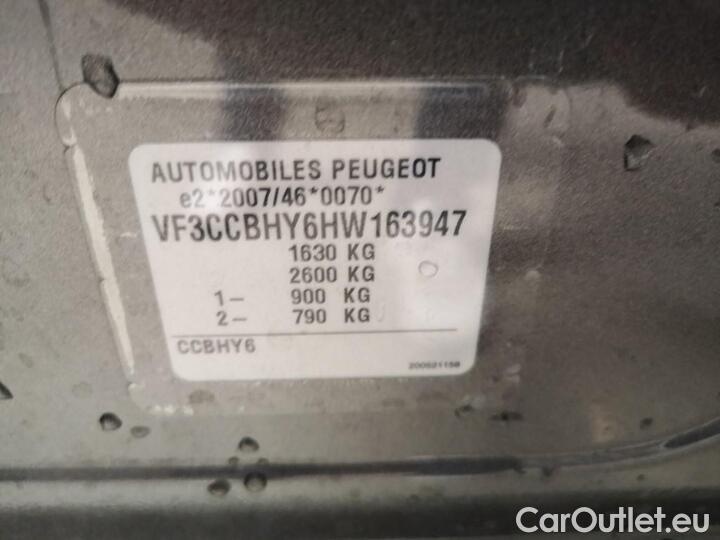 AUTOMOBILES PEUGEOT
e2*2007/46*0070*
VF3CCBHY6HW163947
1630 KG
2600 KG
1- 900 KG
2- 790 KG
CCBHY6
200521158
CarOutlet.eu